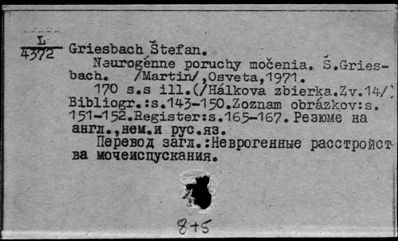 L
4372
Griesbach Štefan.
Neurogénne poruchy močenia. Š.Gries-
bach. /Martin/,Osveta,1971.
170 s.s ill.(/Hálkova zbierka.Zv.14/)
Bibliogr.:s.143-150.Zoznam obrázkov:s.
151-152.Register:s.165-167.Резюме на
англ.,нем.и рус.яз.
Перевод загл.:Неврогенные расстройст
ва мочеиспускания.
8+5